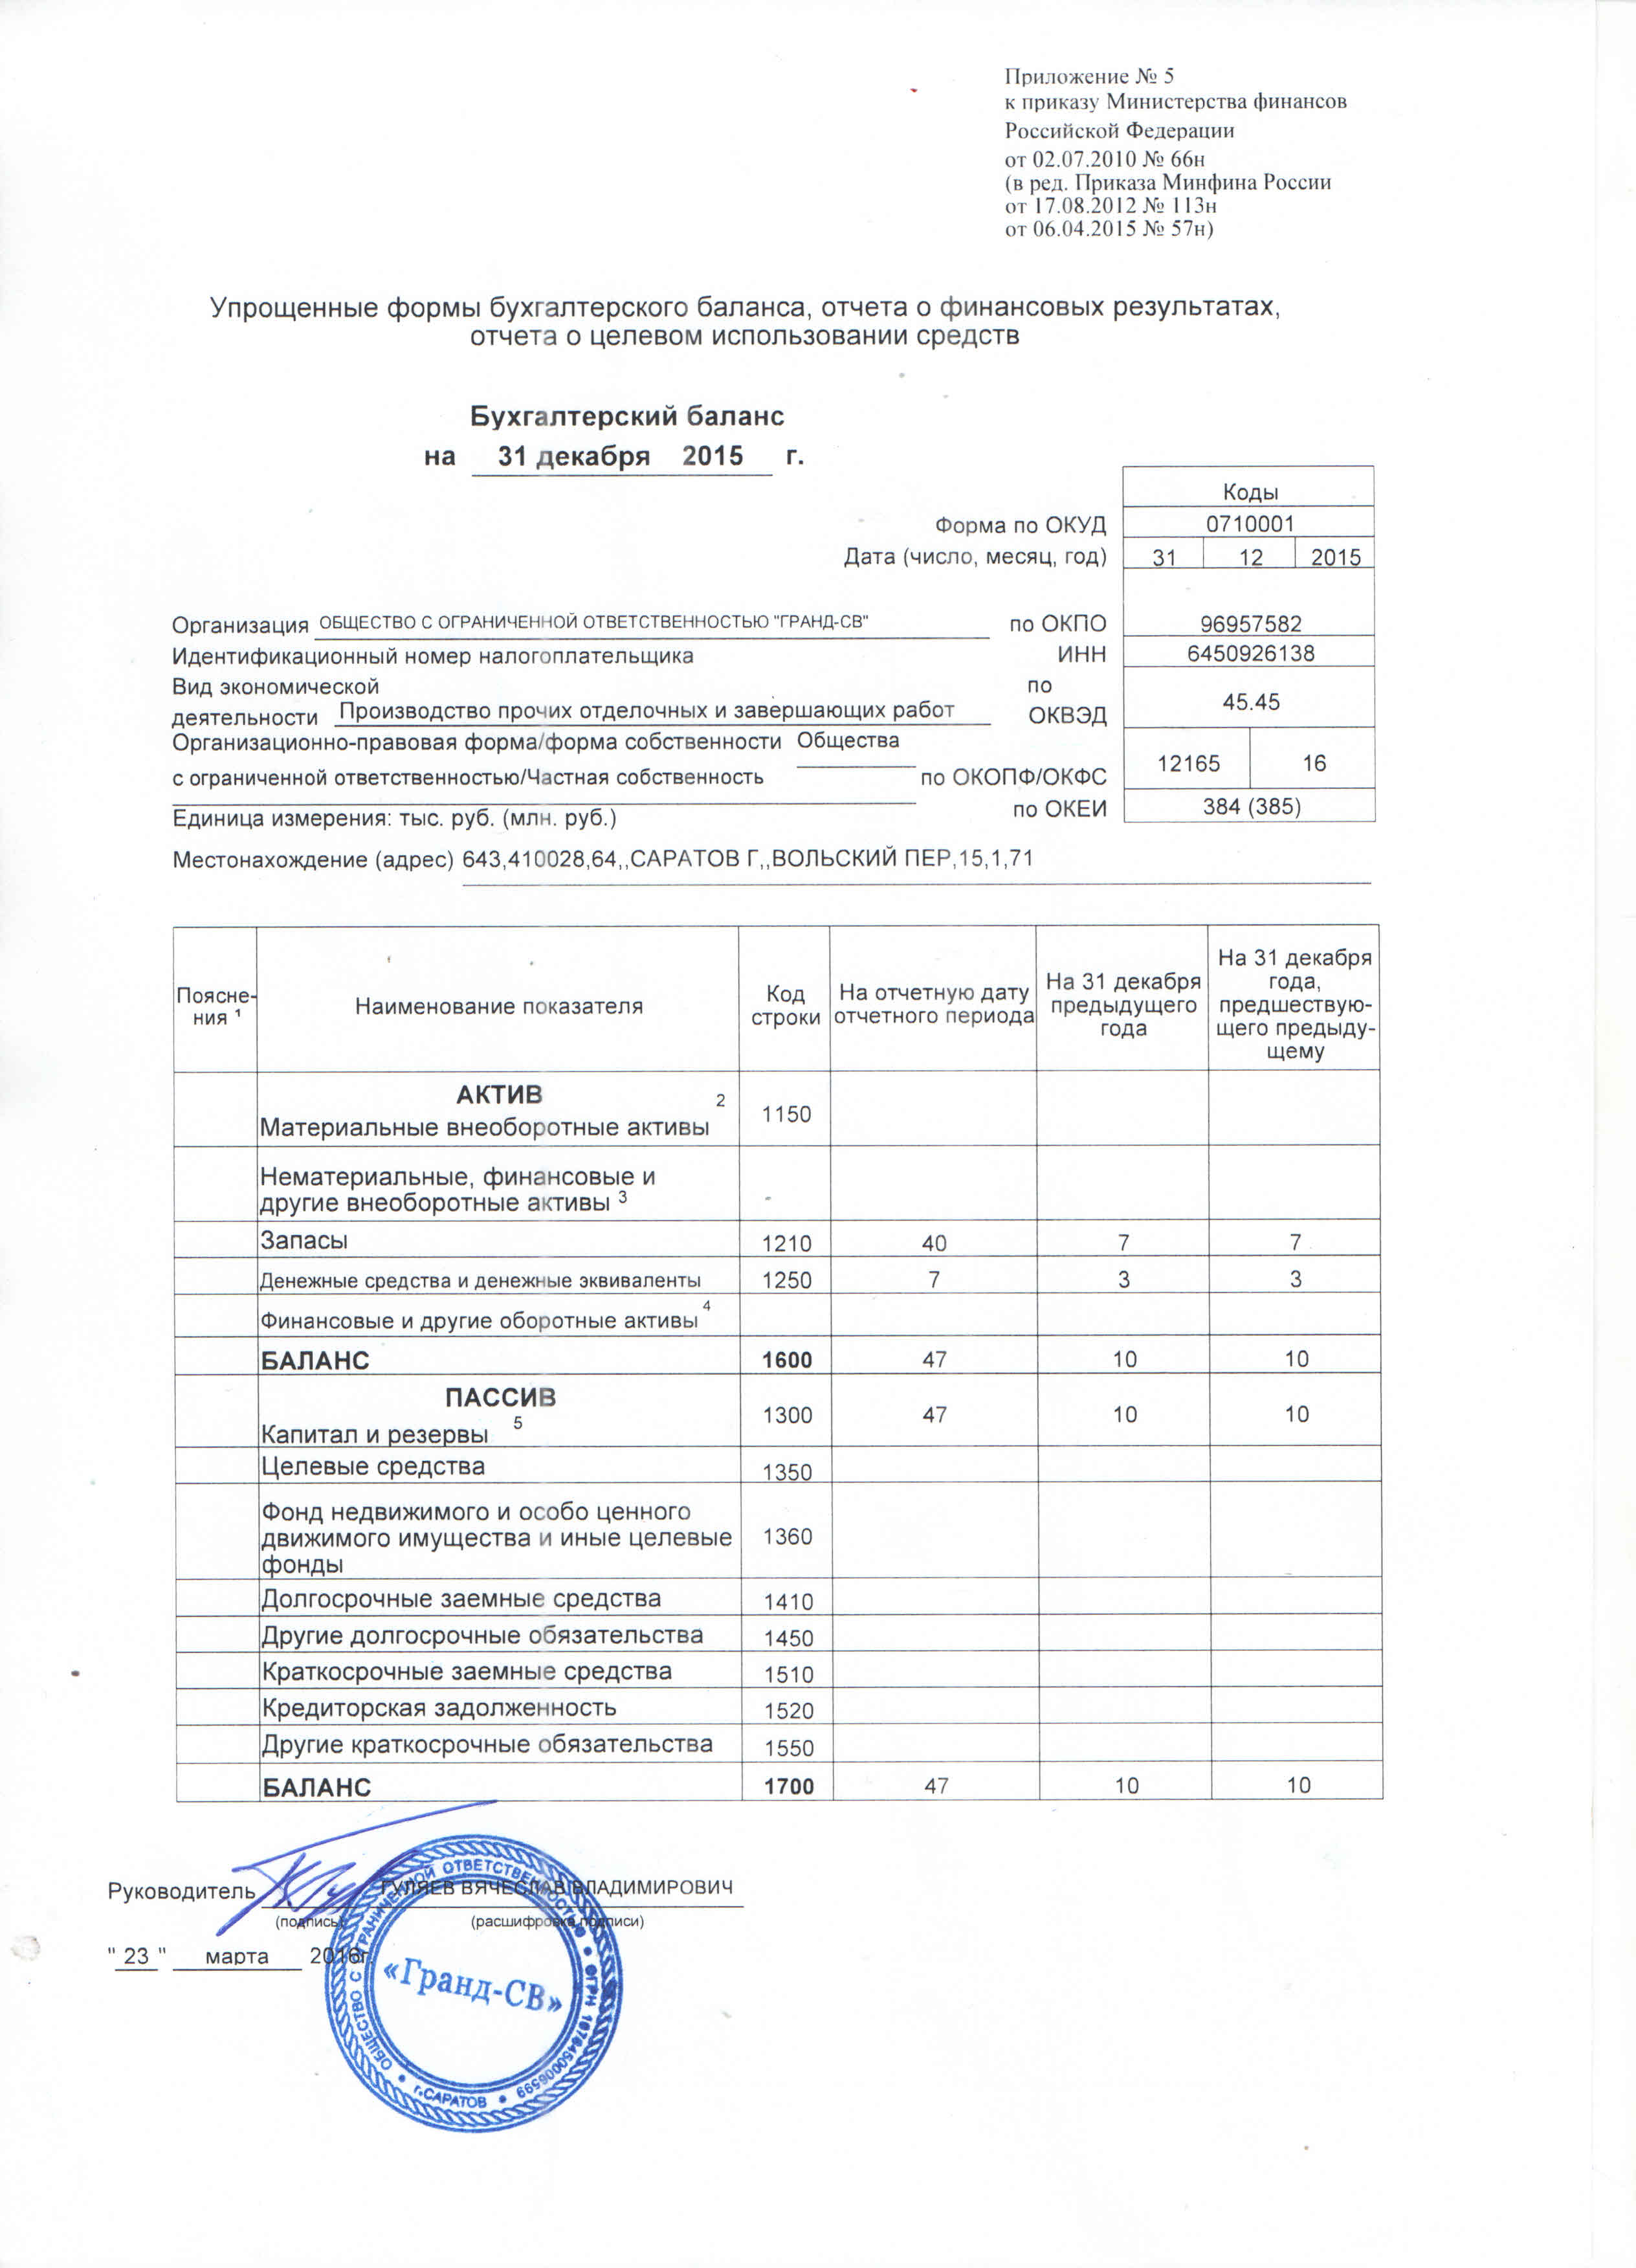 Приложение № 5
к приказу Министерства финансов
Российской Федерации
от 02.07.2010 № 66н
(в ред. Приказа Минфина России
от 17.08.2012 № 113н
от 06.04.2015 № 57н)
Упрощенные формы бухгалтерского баланса, отчета о финансовых результатах,
отчета о целевом использовании средств
Бухгалтерский баланс
на 31 декабря 2015 г.
Коды
Форма по ОКУД 0710001
Дата (число, месяц, год) 31 12 2015
Организация ОБЩЕСТВО С ОГРАНИЧЕННОЙ ОТВЕТСТВЕННОСТЬЮ "ГРАНД-СВ" по ОКПО 96957582
Идентификационный номер налогоплательщика ИНН 6450926138
Вид экономической по
деятельности Производство прочих отделочных и завершающих работ ОКВЭД 45.45
Организационно-правовая форма/форма собственности Общества
с ограниченной ответственностью/Частная собственность по ОКОПФ/ОКФС 12165 16
Единица измерения: тыс. руб. (млн. руб.) по ОКЕИ 384 (385)
Местонахождение (адрес) 643,410028,64,,САРАТОВ Г,,ВОЛЬСКИЙ ПЕР,15,1,71
Поясне-
ния 1
Наименование показателя
Код
строки
На отчетную дату
отчетного периода
На 31 декабря
предыдущего
года
На 31 декабря
года,
предшествую-
щего предыду-
щему
АКТИВ
Материальные внеоборотные активы 2 1150
Нематериальные, финансовые и
другие внеоборотные активы 3 -
Запасы 1210 40 7 7
Денежные средства и денежные эквиваленты 1250 7 3 3
Финансовые и другие оборотные активы 4
БАЛАНС 1600 47 10 10
ПАССИВ
Капитал и резервы 5 1300 47 10 10
Целевые средства 1350
Фонд недвижимого и особо ценного
движимого имущества и иные целевые
фонды 1360
Долгосрочные заемные средства 1410
Другие долгосрочные обязательства 1450
Краткосрочные заемные средства 1510
Кредиторская задолженность 1520
Другие краткосрочные обязательства 1550
БАЛАНС 1700 47 10 10
Руководитель ГУЛЯЕВ ВЯЧЕСЛАВ ВЛАДИМИРОВИЧ
(подпись) (расшифровка подписи)
" 23 " марта 2016г.
ОБЩЕСТВО С ОГРАНИЧЕННОЙ ОТВЕТСТВЕННОСТЬЮ • ОГРН
«Гранд-СВ»
г.САРАТОВ